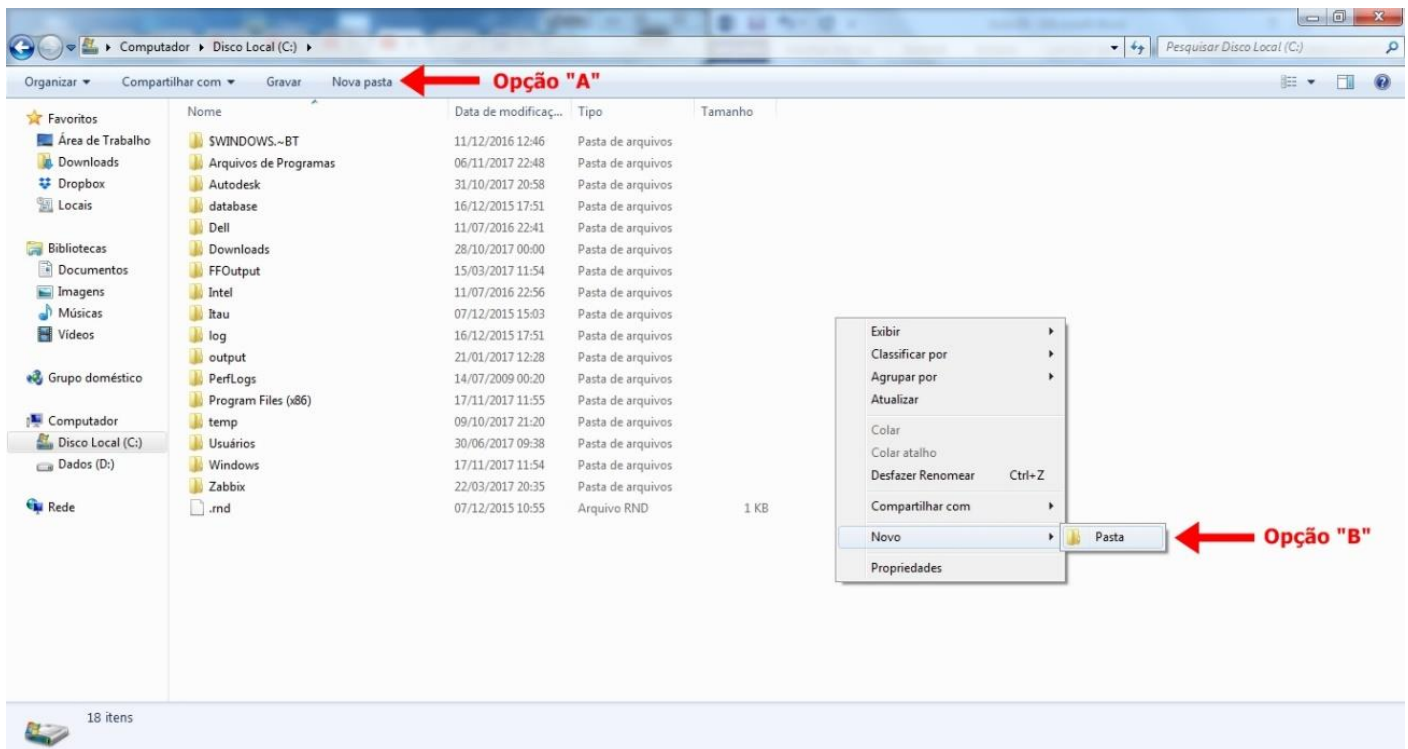 Computador ▸ Disco Local (C:) ▸
Pesquisar Disco Local (C:)
Organizar ▾ Compartilhar com ▾ Gravar Nova pasta
Opção "A"
Favoritos
Área de Trabalho
Downloads
Dropbox
Locais
Bibliotecas
Documentos
Imagens
Músicas
Vídeos
Grupo doméstico
Computador
Disco Local (C:)
Dados (D:)
Rede
Nome Data de modificaç... Tipo Tamanho
$WINDOWS.~BT 11/12/2016 12:46 Pasta de arquivos
Arquivos de Programas 06/11/2017 22:48 Pasta de arquivos
Autodesk 31/10/2017 20:58 Pasta de arquivos
database 16/12/2015 17:51 Pasta de arquivos
Dell 11/07/2016 22:41 Pasta de arquivos
Downloads 28/10/2017 00:00 Pasta de arquivos
FFOutput 15/03/2017 11:54 Pasta de arquivos
Intel 11/07/2016 22:56 Pasta de arquivos
Itau 07/12/2015 15:03 Pasta de arquivos
log 16/12/2015 17:51 Pasta de arquivos
output 21/01/2017 12:28 Pasta de arquivos
PerfLogs 14/07/2009 00:20 Pasta de arquivos
Program Files (x86) 17/11/2017 11:55 Pasta de arquivos
temp 09/10/2017 21:20 Pasta de arquivos
Usuários 30/06/2017 09:38 Pasta de arquivos
Windows 17/11/2017 11:54 Pasta de arquivos
Zabbix 22/03/2017 20:35 Pasta de arquivos
.rnd 07/12/2015 10:55 Arquivo RND 1 KB
Exibir
Classificar por
Agrupar por
Atualizar
Colar
Colar atalho
Desfazer Renomear Ctrl+Z
Compartilhar com
Novo
Pasta
Opção "B"
Propriedades
18 itens